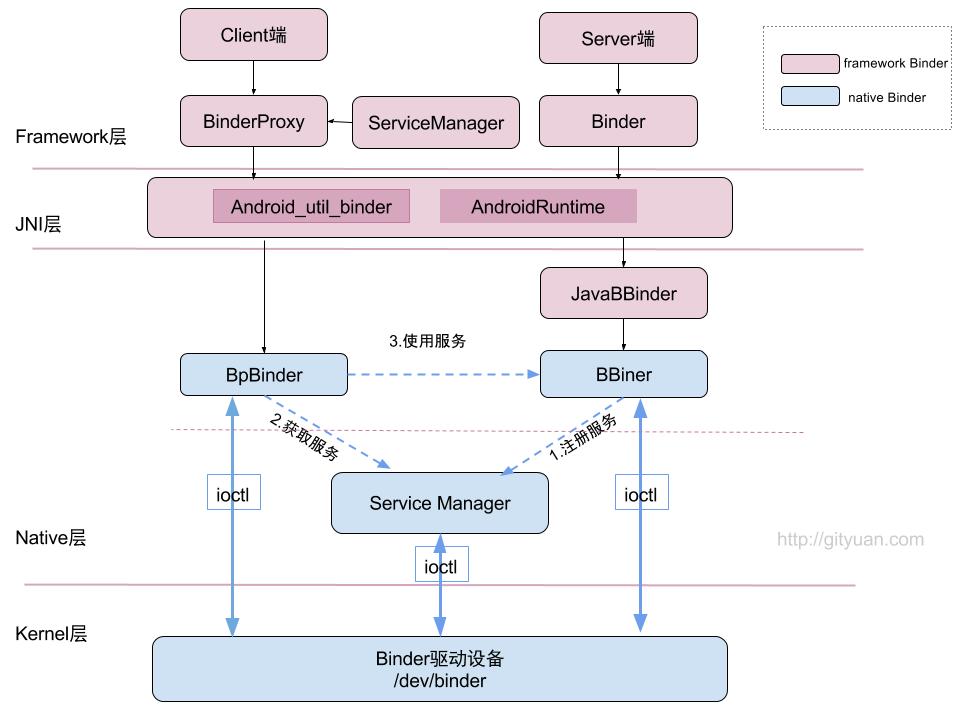 Client端
Server端
framework Binder
native Binder
BinderProxy
ServiceManager
Binder
Framework层
Android_util_binder
AndroidRuntime
JNI层
JavaBBinder
3.使用服务
BpBinder
BBiner
2.获取服务
1.注册服务
ioctl
Service Manager
ioctl
Native层
http://gityuan.com
ioctl
Kernel层
Binder驱动设备
/dev/binder